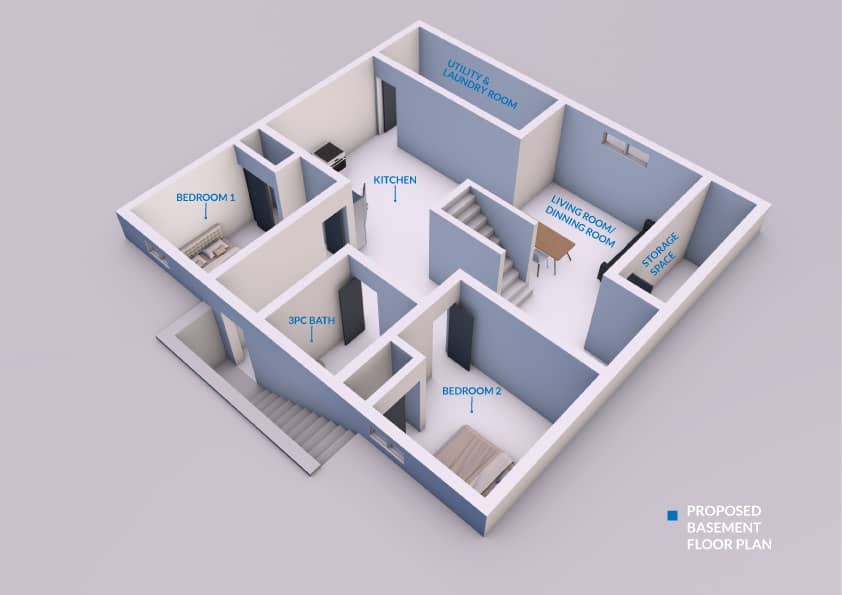 UTILITY &
LAUNDRY ROOM
KITCHEN
BEDROOM 1
LIVING ROOM/
DINNING ROOM
STORAGE
SPACE
3PC BATH
BEDROOM 2
PROPOSED
BASEMENT
FLOOR PLAN